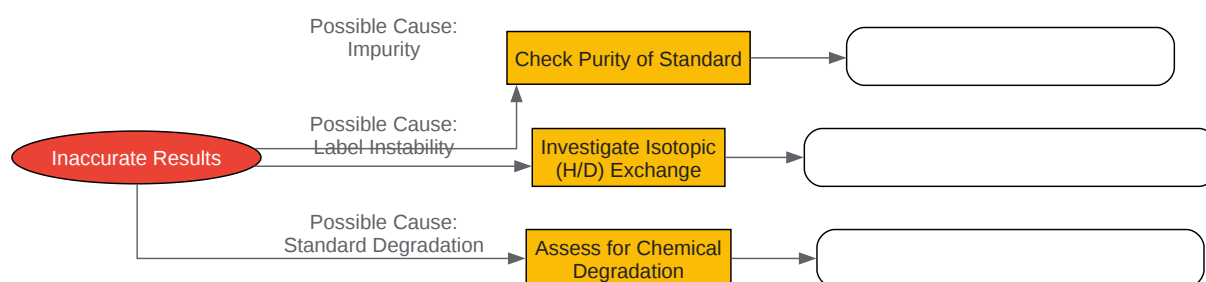 Possible Cause:
Impurity
Check Purity of Standard
Possible Cause:
Label Instability
Inaccurate Results
Investigate Isotopic
(H/D) Exchange
Possible Cause:
Standard Degradation
Assess for Chemical
Degradation